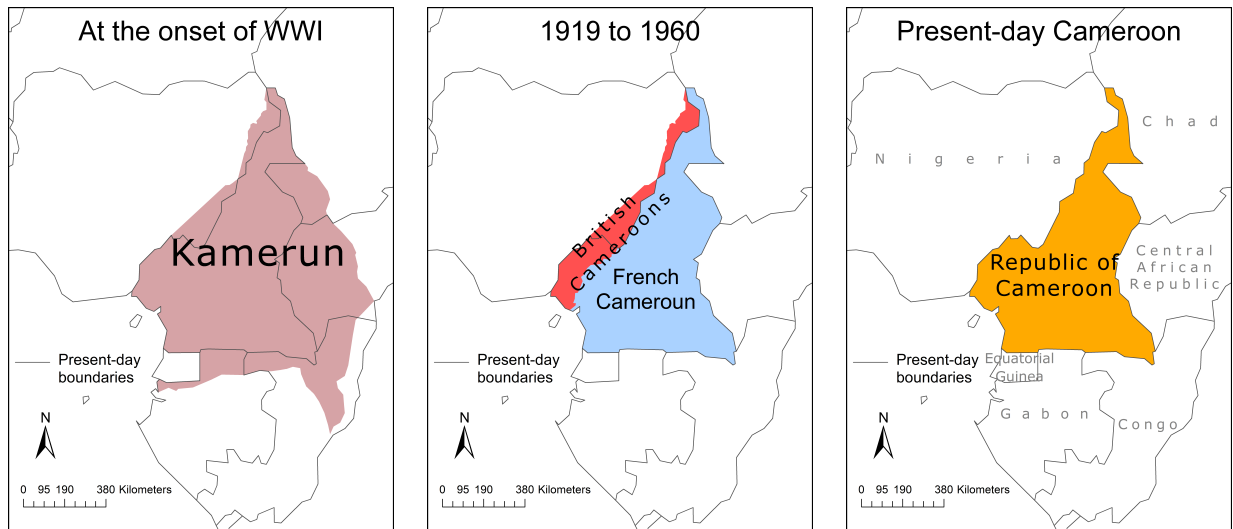 At the onset of WWI
Kamerun
Present-day
boundaries
N
0 95 190 380 Kilometers
1919 to 1960
British
Cameroons
French
Cameroun
Present-day
boundaries
N
0 95 190 380 Kilometers
Present-day Cameroon
Chad
Nigeria
Central
African
Republic
Republic of
Cameroon
Present-day
boundaries
Equatorial
Guinea
Gabon
Congo
N
0 95 190 380 Kilometers